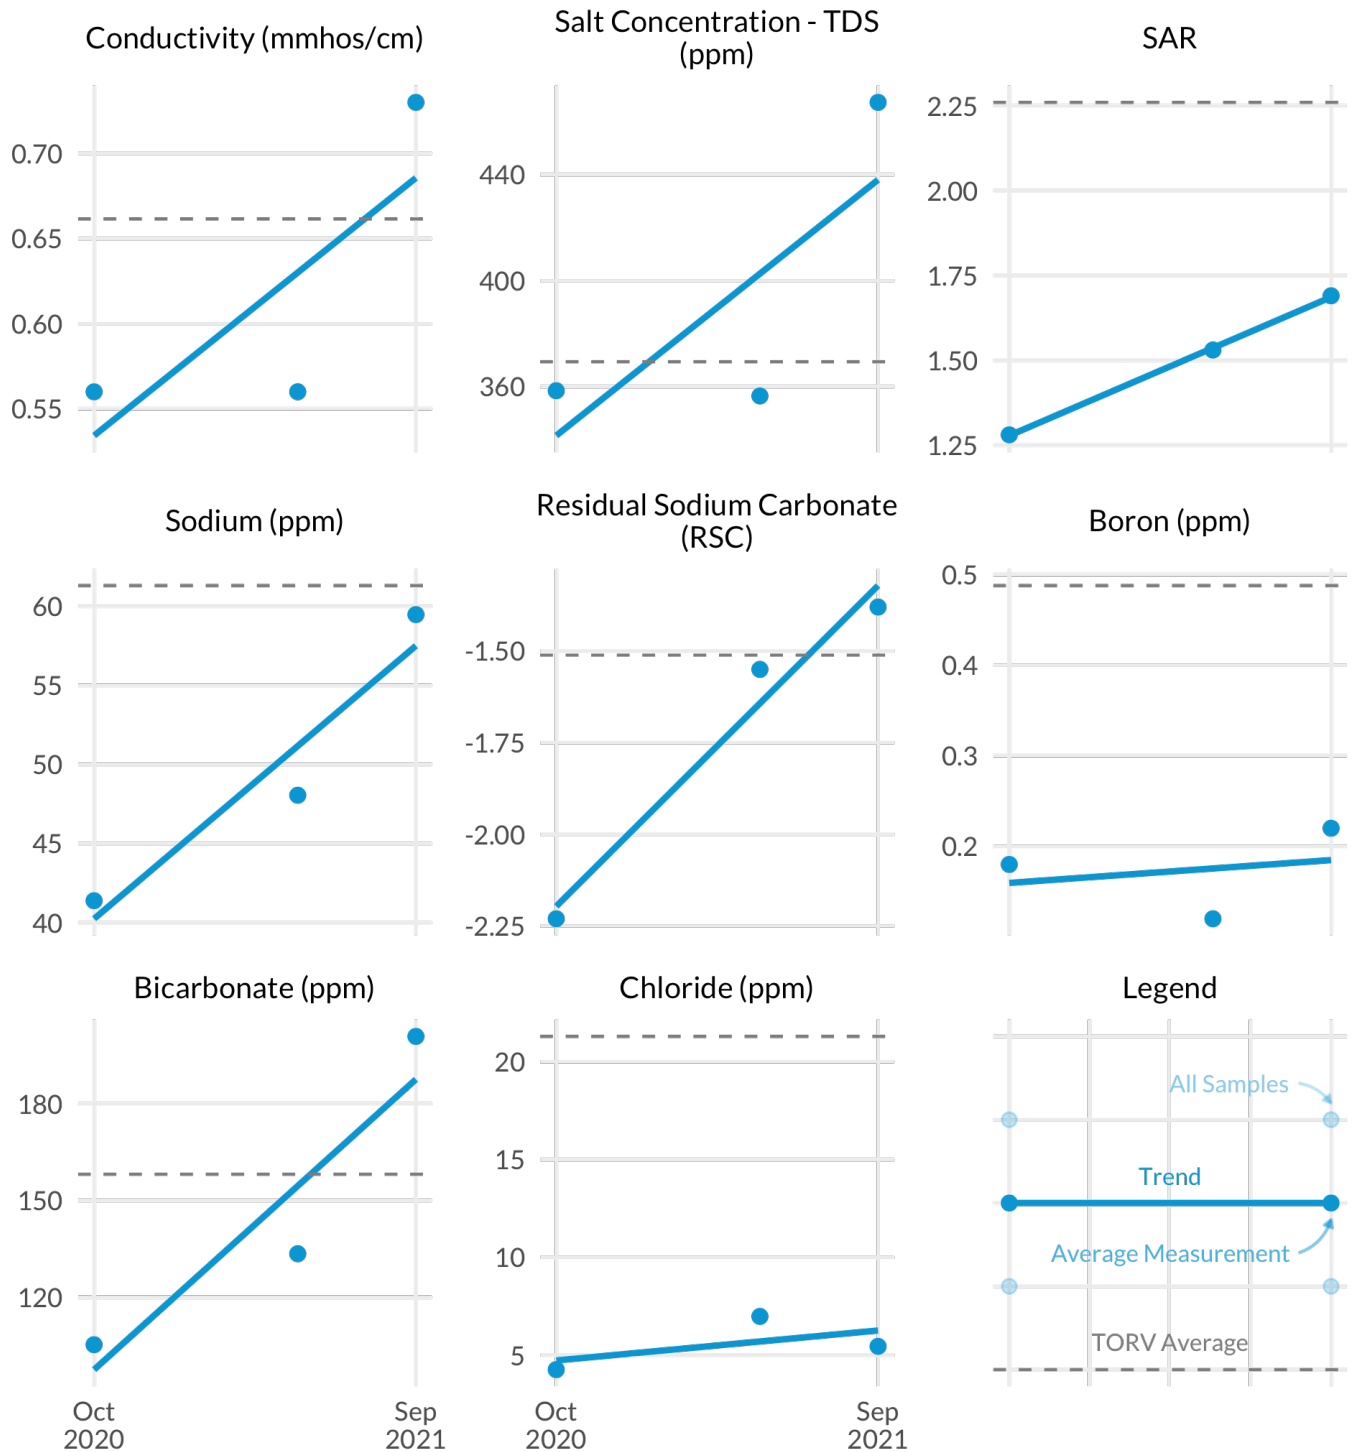 Conductivity (mmhos/cm)
0.70
0.65
0.60
0.55
Salt Concentration - TDS
(ppm)
440
400
360
SAR
2.25
2.00
1.75
1.50
1.25
Sodium (ppm)
60
55
50
45
40
Residual Sodium Carbonate
(RSC)
-1.50
-1.75
-2.00
-2.25
Boron (ppm)
0.5
0.4
0.3
0.2
Bicarbonate (ppm)
180
150
120
Oct
2020
Sep
2021
Chloride (ppm)
20
15
10
5
Oct
2020
Sep
2021
Legend
All Samples
Trend
Average Measurement
TORV Average